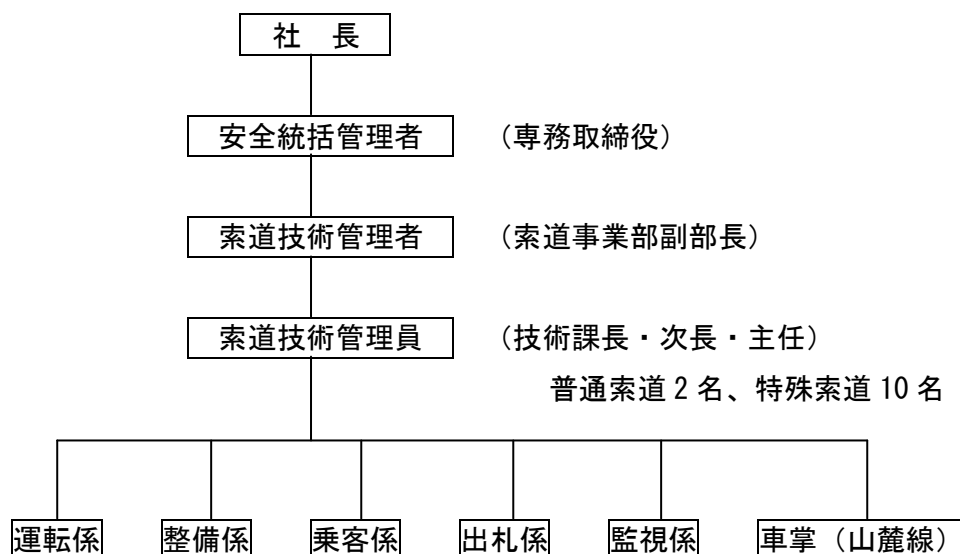 社　長
安全統括管理者　（専務取締役）
索道技術管理者　（索道事業部副部長）
索道技術管理員　（技術課長・次長・主任）
普通索道 2 名、特殊索道 10 名
運転係　整備係　乗客係　出札係　監視係　車掌（山麓線）